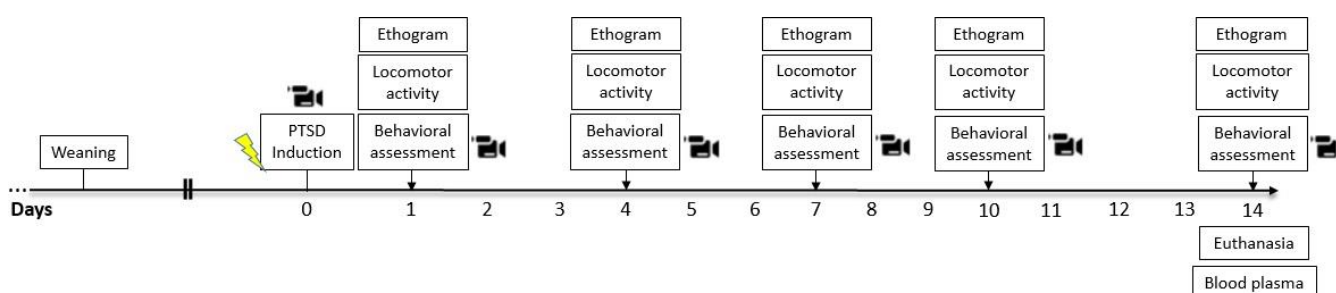 Ethogram
Ethogram
Ethogram
Ethogram
Ethogram
Locomotor
activity
Locomotor
activity
Locomotor
activity
Locomotor
activity
Locomotor
activity
Weaning
PTSD
Induction
Behavioral
assessment
Behavioral
assessment
Behavioral
assessment
Behavioral
assessment
Behavioral
assessment
...
Days 0 1 2 3 4 5 6 7 8 9 10 11 12 13 14
Euthanasia
Blood plasma